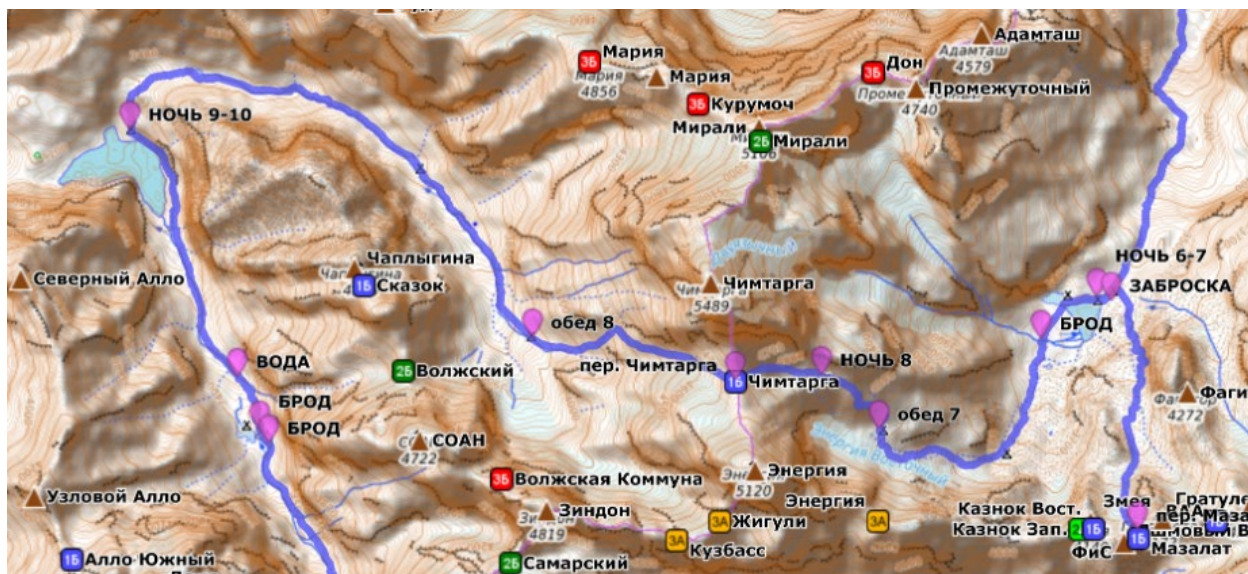 Адамташ
Адамташ
4579
3Б Мария
Мария
4856
Мария
3Б Дон
Промежуточный
4740
3Б Курумоч
НОЧЬ 9-10
Мирали
2Б Мирали
5106
Чаплыгина
Северный Алло
1Б Сказок
Чимтарга
5489
НОЧЬ 6-7
ЗАБРОСКА
обед 8
БРОД
ВОДА
пер. Чимтарга
НОЧЬ 8
2Б Волжский
1б Чимтарга
4272
БРОД
обед 7
БРОД
Энергия Восточный
СОАН
4722
Энергия
5120
3Б Волжская Коммуна
Узловой Алло
Зиндон
4819
3А Жигули
Энергия
3А
Змея
Казнок Вост.
Казнок Зап.
1Б
3А Кузбасс
ФиС
1Б Мазалат
1Б Алло Южный
2Б Самарский